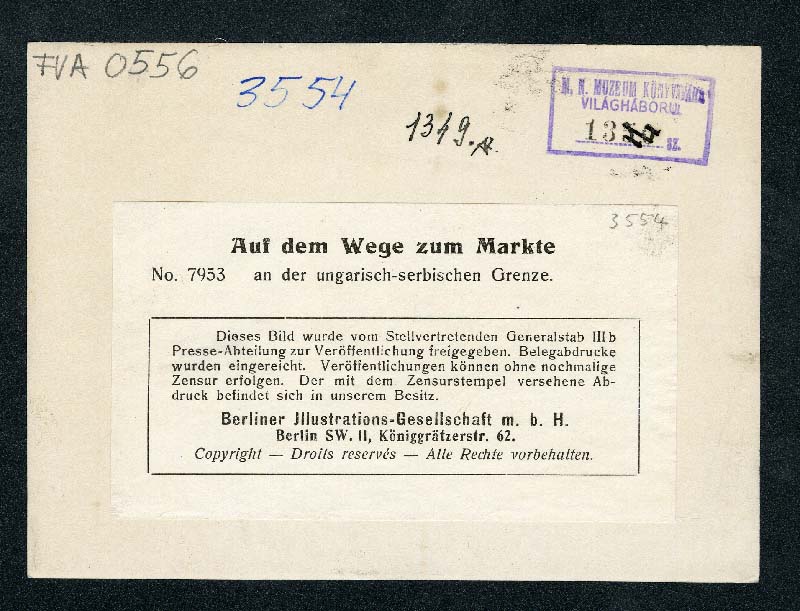 FVA 0556
3554
1319.
M. N. MUZEUM KÖNYVTÁRA
VILÁGHÁBORU
13 sz.
3554
Auf dem Wege zum Markte
No. 7953 an der ungarisch-serbischen Grenze.
Dieses Bild wurde vom Stellvertretenden Generalstab III b
Presse-Abteilung zur Veröffentlichung freigegeben. Belegabdrucke
wurden eingereicht. Veröffentlichungen können ohne nochmalige
Zensur erfolgen. Der mit dem Zensurstempel versehene Ab-
druck befindet sich in unserem Besitz.
Berliner Jllustrations-Gesellschaft m. b. H.
Berlin SW. 11, Königgrätzerstr. 62.
Copyright — Droits reservés — Alle Rechte vorbehalten.